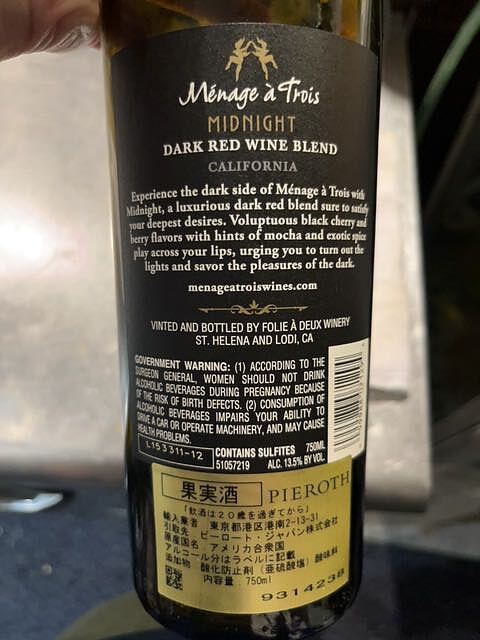 Ménage à Trois
MIDNIGHT
DARK RED WINE BLEND
CALIFORNIA
Experience the dark side of Ménage à Trois with
Midnight, a luxurious dark red blend sure to satisfy
your deepest desires. Voluptuous black cherry and
berry flavors with hints of mocha and exotic spice
play across your lips, urging you to turn out the
lights and savor the pleasures of the dark.
menageatroiswines.com
VINTED AND BOTTLED BY FOLIE À DEUX WINERY
ST. HELENA AND LODI, CA
GOVERNMENT WARNING: (1) ACCORDING TO THE
SURGEON GENERAL, WOMEN SHOULD NOT DRINK
ALCOHOLIC BEVERAGES DURING PREGNANCY BECAUSE
OF THE RISK OF BIRTH DEFECTS. (2) CONSUMPTION OF
ALCOHOLIC BEVERAGES IMPAIRS YOUR ABILITY TO
DRIVE A CAR OR OPERATE MACHINERY, AND MAY CAUSE
HEALTH PROBLEMS.
L153311-12
CONTAINS SULFITES 750ML
51057219 ALC. 13.5% BY VOL.
果実酒 PIEROTH
「飲酒は20歳を過ぎてから」
輸入業者 東京都港区港南2-13-31
引取先 ピーロート・ジャパン株式会社
原産国名 アメリカ合衆国
アルコール分はラベルに記載
添加物 酸化防止剤(亜硫酸塩)酸味料
内容量 750ml
9314238